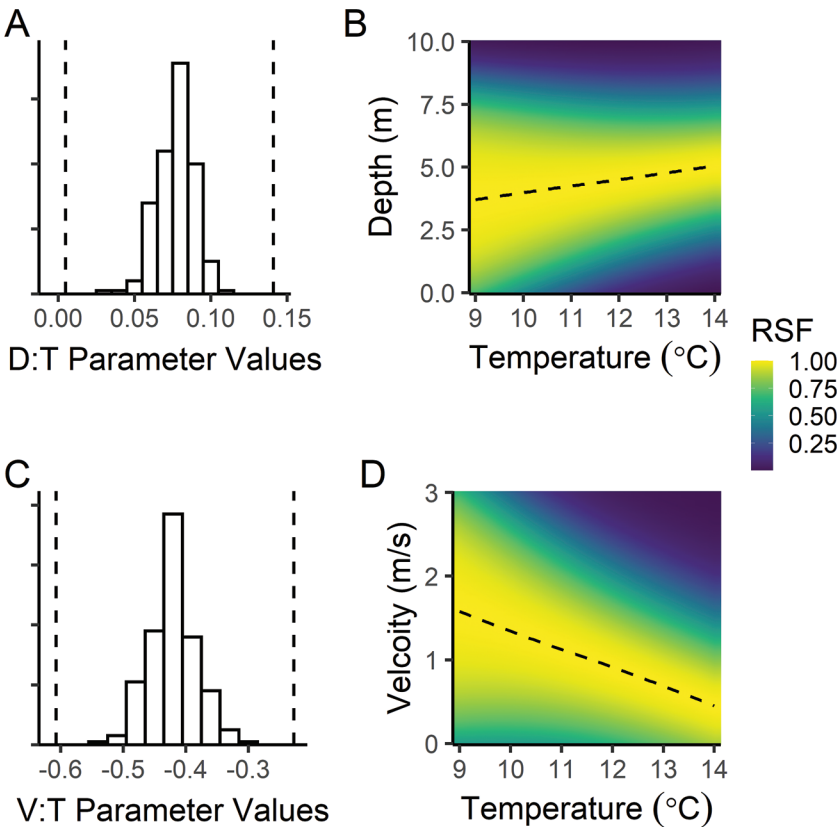 A
0.00 0.05 0.10 0.15
D:T Parameter Values
B
10.0
7.5
5.0
2.5
0.0
Depth (m)
9 10 11 12 13 14
Temperature (°C)
RSF
1.00
0.75
0.50
0.25
C
-0.6 -0.5 -0.4 -0.3
V:T Parameter Values
D
3
2
1
0
Velcoity (m/s)
9 10 11 12 13 14
Temperature (°C)